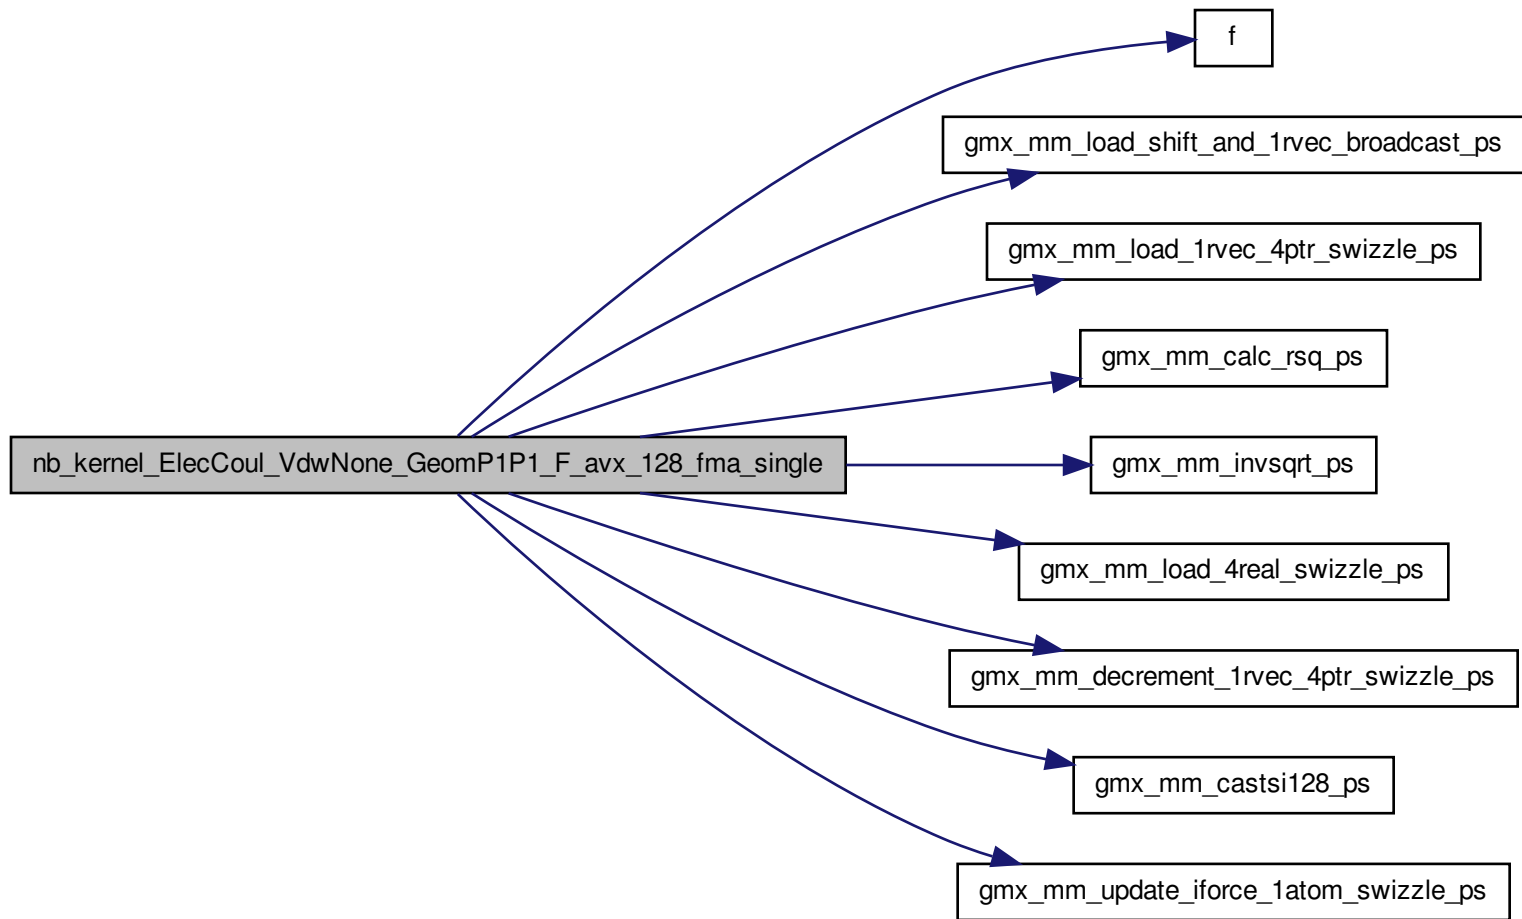 f
gmx_mm_load_shift_and_1rvec_broadcast_ps
gmx_mm_load_1rvec_4ptr_swizzle_ps
gmx_mm_calc_rsq_ps
nb_kernel_ElecCoul_VdwNone_GeomP1P1_F_avx_128_fma_single
gmx_mm_invsqrt_ps
gmx_mm_load_4real_swizzle_ps
gmx_mm_decrement_1rvec_4ptr_swizzle_ps
gmx_mm_castsi128_ps
gmx_mm_update_iforce_1atom_swizzle_ps